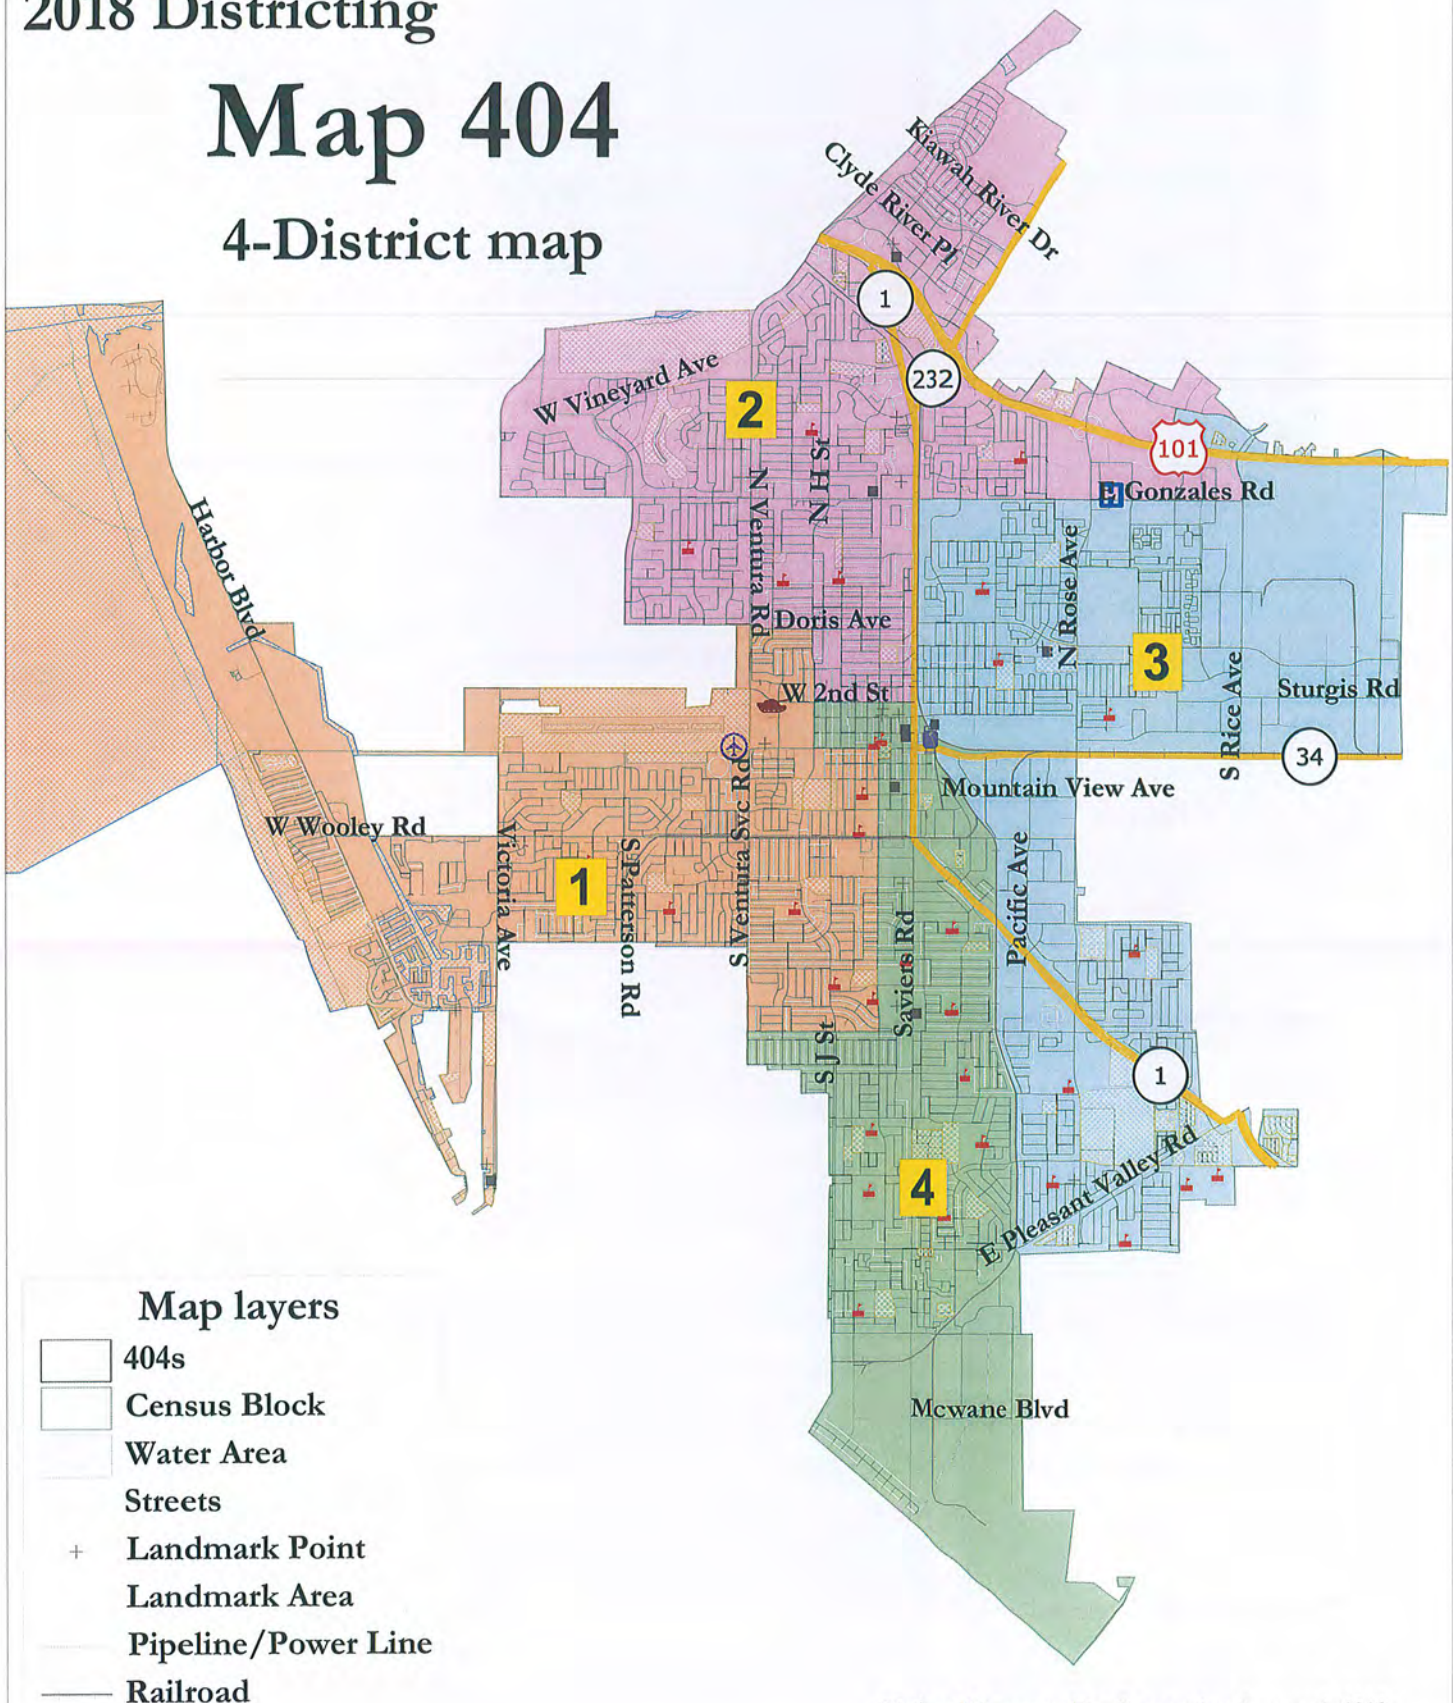 2018 Districting
Map 404
4-District map
Kiawah River Dr
Clyde River Pl
1
232
W Vineyard Ave
2
101
N H St
Gonzales Rd
N Ventura Rd
Harbor Blvd
N Rose Ave
Doris Ave
3
W 2nd St
S Rice Ave
Sturgis Rd
34
Mountain View Ave
S Ventura Svc Rd
W Wooley Rd
Victoria Ave
1
S Patterson Rd
Pacific Ave
Saviers Rd
S J St
1
4
E Pleasant Valley Rd
Mcwane Blvd
Map layers
404s
Census Block
Water Area
Streets
Landmark Point
Landmark Area
Pipeline/Power Line
Railroad